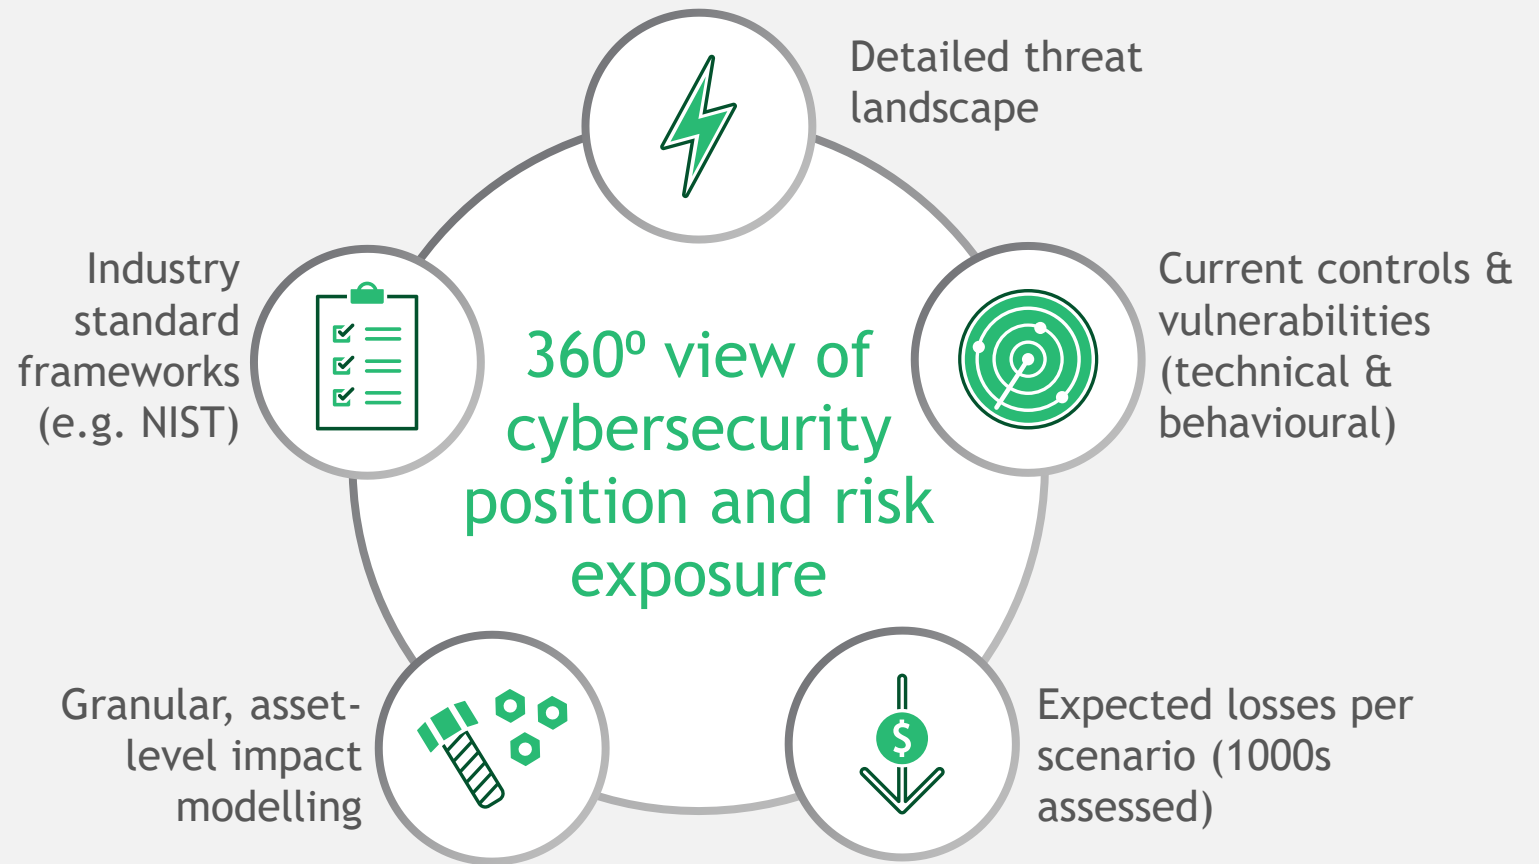 Detailed threat
landscape
Current controls &
vulnerabilities
(technical &
behavioural)
Expected losses per
scenario (1000s
assessed)
Granular, asset-
level impact
modelling
Industry
standard
frameworks
(e.g. NIST)
360º view of
cybersecurity
position and risk
exposure
$